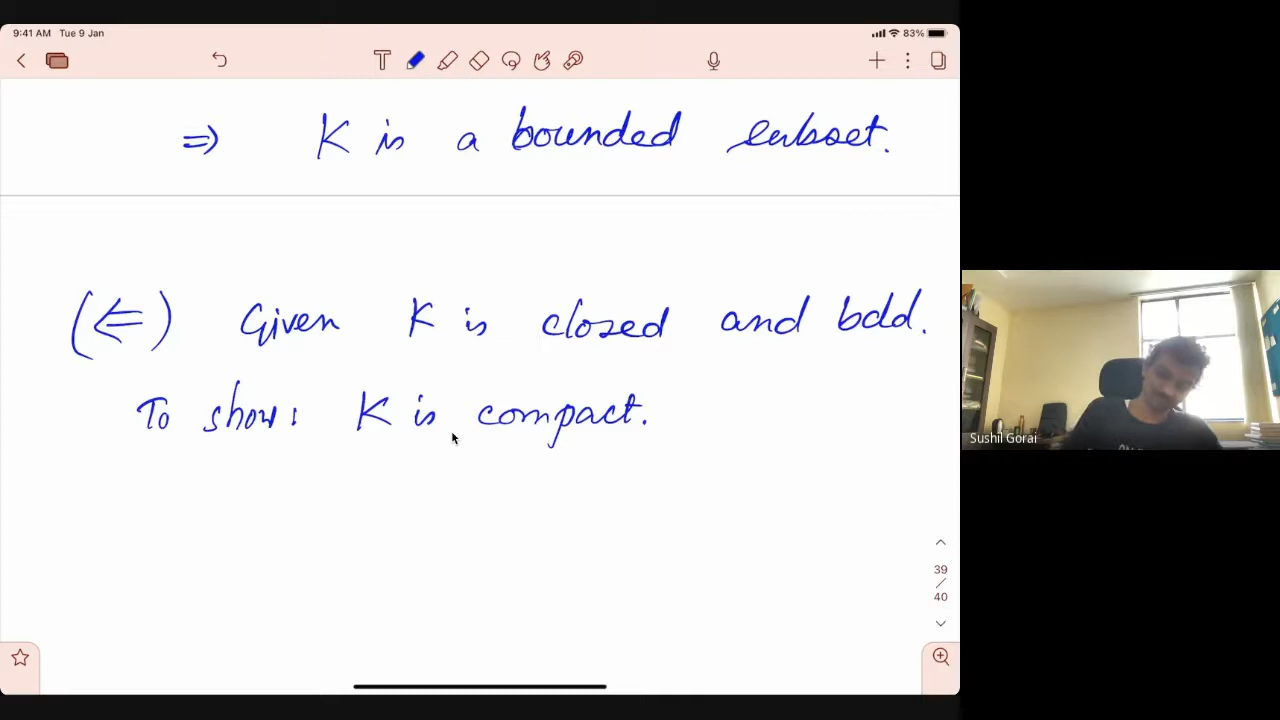 9:41 AM Tue 9 Jan
83%
T
⇒ K is a bounded subset.
(⇐) Given K is closed and bdd.
To show: K is compact.
Sushil Gorai
39
/
40